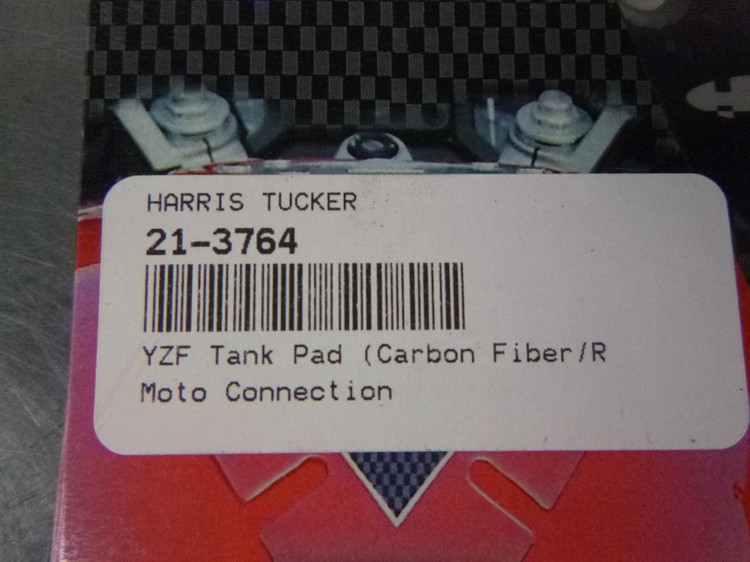 HARRIS TUCKER
21-3764
YZF Tank Pad (Carbon Fiber/R
Moto Connection